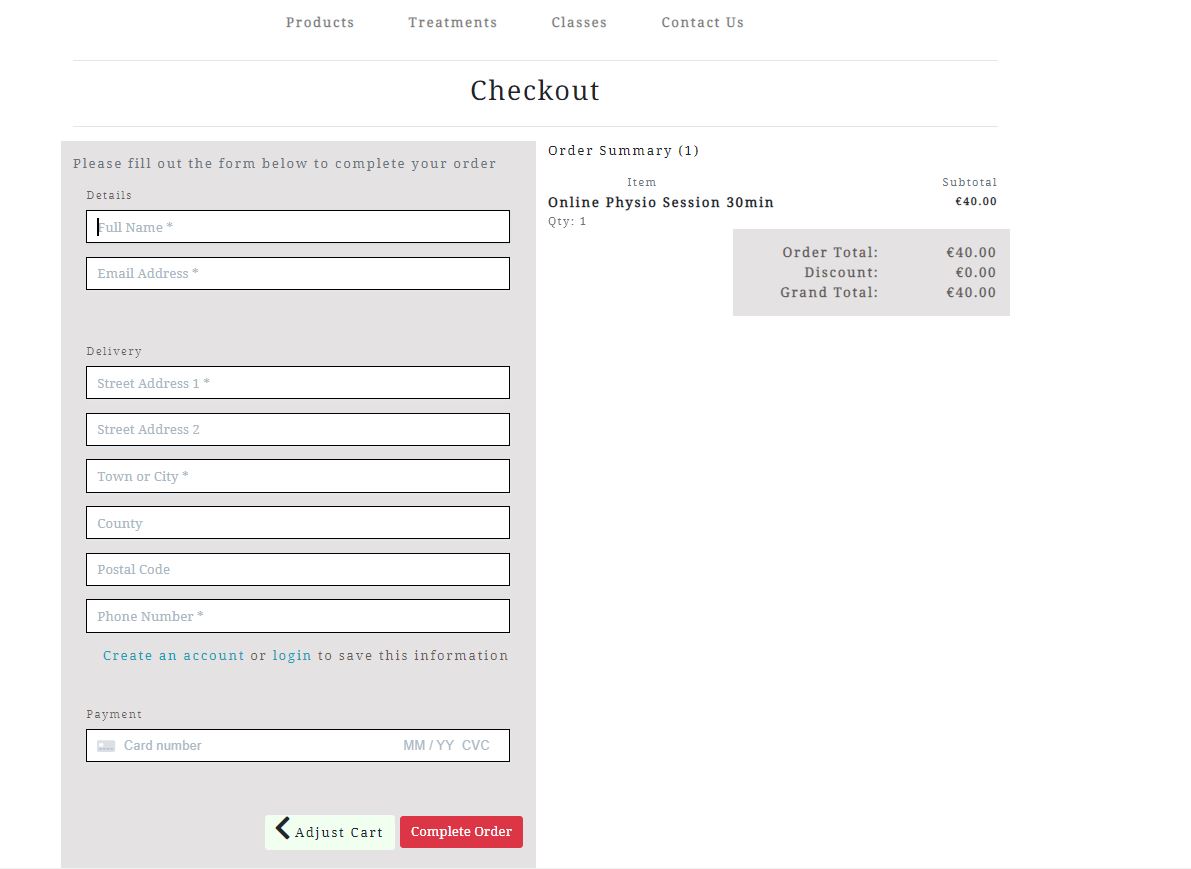 Products Treatments Classes Contact Us
Checkout
Please fill out the form below to complete your order
Details
Full Name *
Email Address *
Delivery
Street Address 1 *
Street Address 2
Town or City *
County
Postal Code
Phone Number *
Create an account or login to save this information
Payment
Card number MM / YY CVC
Adjust Cart Complete Order
Order Summary (1)
Item Subtotal
Online Physio Session 30min €40.00
Qty: 1
Order Total: €40.00
Discount: €0.00
Grand Total: €40.00